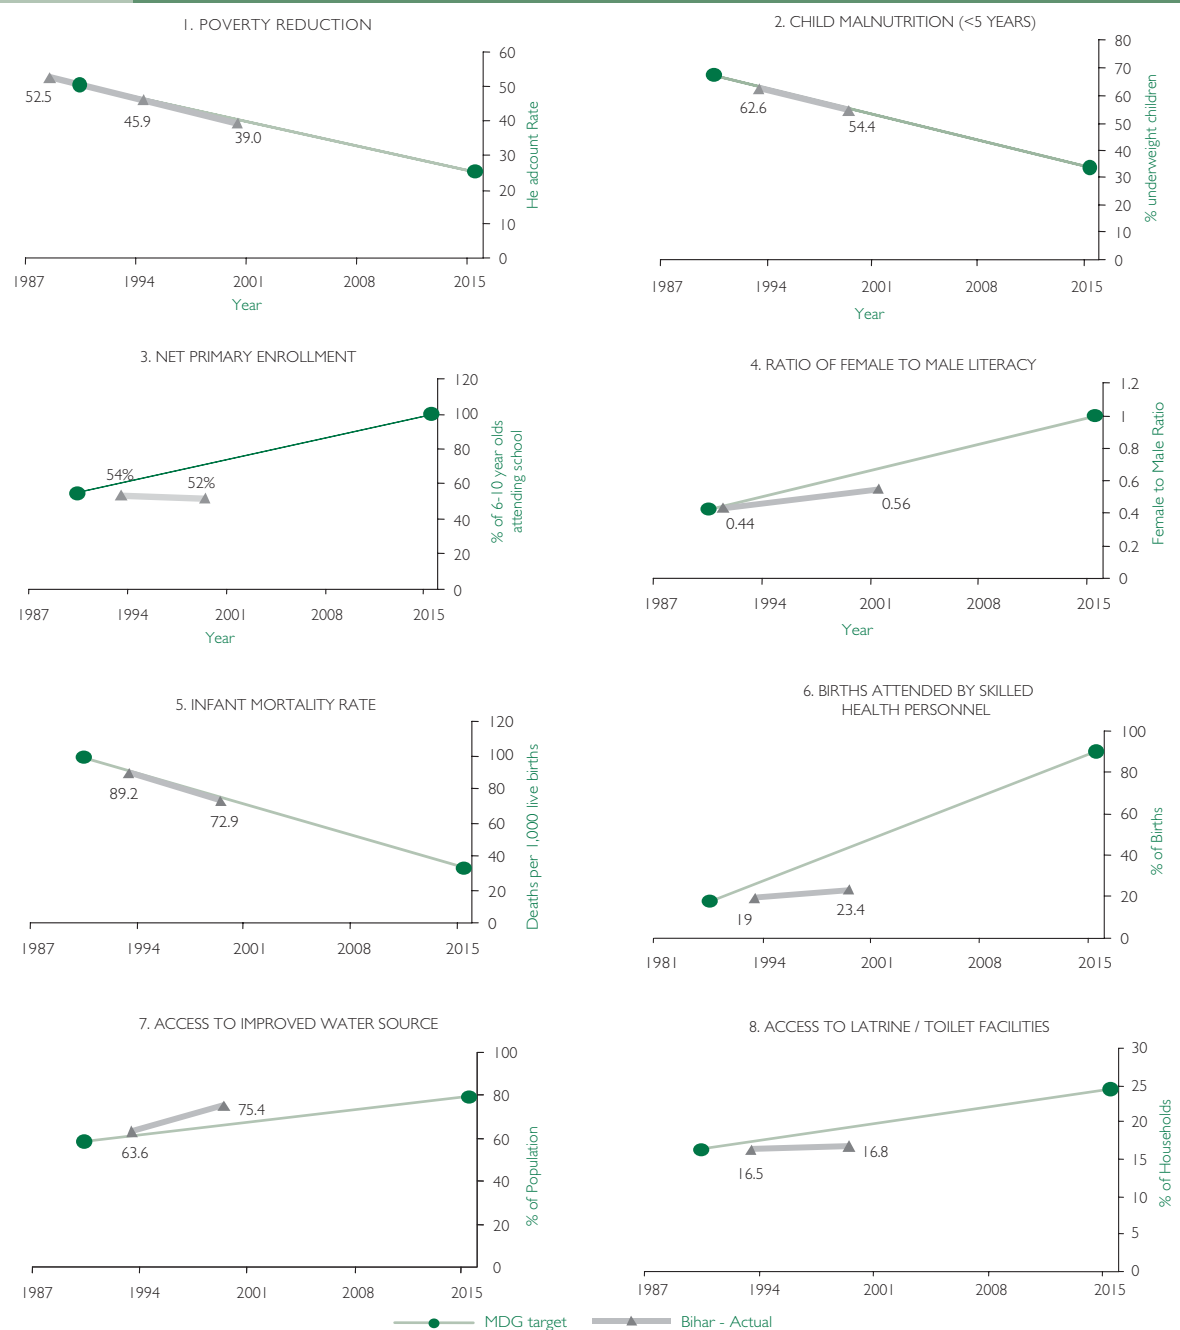 1. POVERTY REDUCTION
60
50
40
30
20
10
0
He adcount Rate
52.5
45.9
39.0
1987 1994 2001 2008 2015
Year
2. CHILD MALNUTRITION (<5 YEARS)
80
70
60
50
40
30
20
10
0
% underweight children
62.6
54.4
1987 1994 2001 2008 2015
Year
3. NET PRIMARY ENROLLMENT
120
100
80
60
40
20
0
% of 6-10 year olds
attending school
54%
52%
1987 1994 2001 2008 2015
Year
4. RATIO OF FEMALE TO MALE LITERACY
1.2
1
0.8
0.6
0.4
0.2
0
Female to Male Ratio
0.44
0.56
1987 1994 2001 2008 2015
Year
5. INFANT MORTALITY RATE
120
100
80
60
40
20
0
Deaths per 1,000 live births
89.2
72.9
1987 1994 2001 2008 2015
6. BIRTHS ATTENDED BY SKILLED
HEALTH PERSONNEL
100
80
60
40
20
0
% of Births
19
23.4
1981 1994 2001 2008 2015
7. ACCESS TO IMPROVED WATER SOURCE
100
80
60
40
20
0
% of Population
63.6
75.4
1987 1994 2001 2008 2015
8. ACCESS TO LATRINE / TOILET FACILITIES
30
25
20
15
10
5
0
% of Households
16.5
16.8
1987 1994 2001 2008 2015
MDG target Bihar - Actual